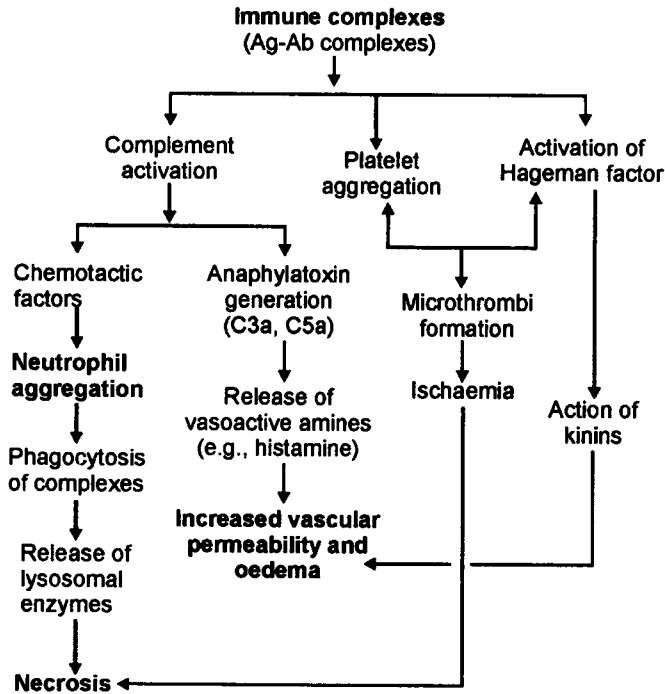 Immune complexes
(Ag-Ab complexes)
Complement
activation
Platelet
aggregation
Activation of
Hageman factor
Chemotactic
factors
Anaphylatoxin
generation
(C3a, C5a)
Microthrombi
formation
Neutrophil
aggregation
Release of
vasoactive amines
(e.g., histamine)
Ischaemia
Action of
kinins
Phagocytosis
of complexes
Increased vascular
permeability and
oedema
Release of
lysosomal
enzymes
Necrosis